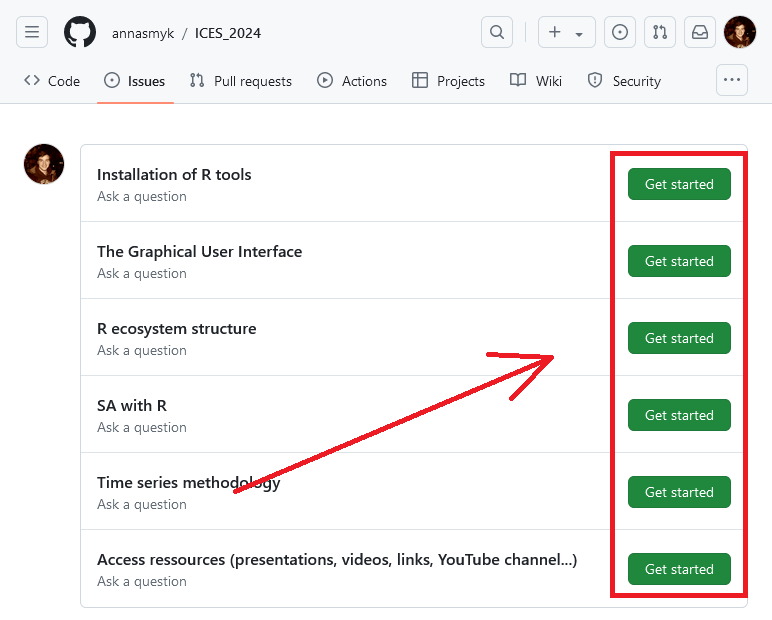 annasmyk / ICES_2024
Code Issues Pull requests Actions Projects Wiki Security
Installation of R tools
Ask a question
Get started
The Graphical User Interface
Ask a question
Get started
R ecosystem structure
Ask a question
Get started
SA with R
Ask a question
Get started
Time series methodology
Ask a question
Get started
Access ressources (presentations, videos, links, YouTube channel...)
Ask a question
Get started